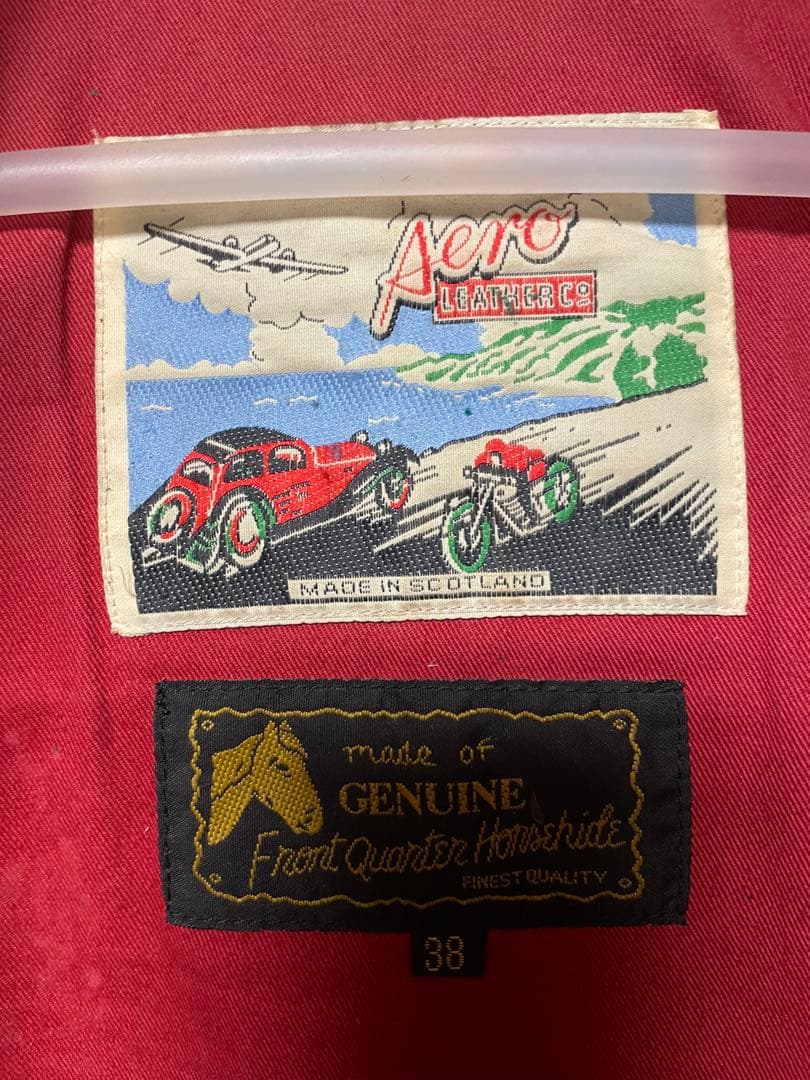 Aero
LEATHER Co
MADE IN SCOTLAND
made of
GENUINE
Front Quarter Horsehide
FINEST QUALITY
38